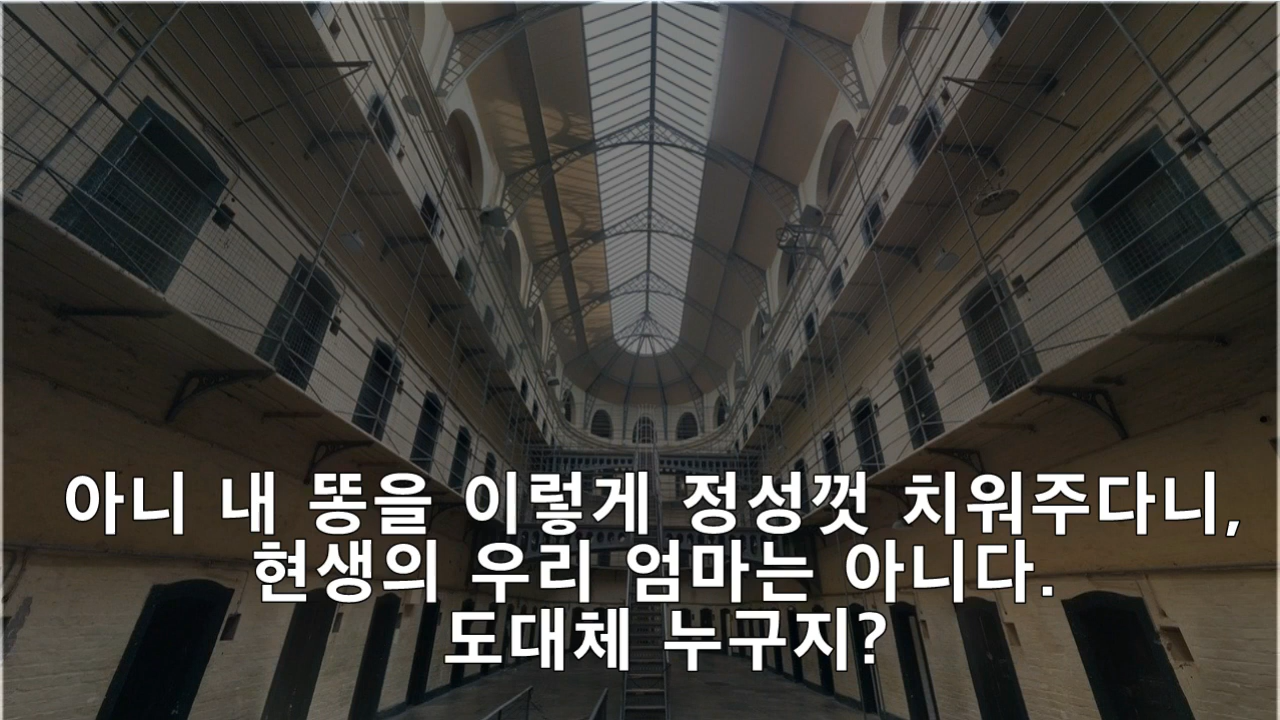 아니 내 똥을 이렇게 정성껏 치워주다니,
현생의 우리 엄마는 아니다.
도대체 누구지?